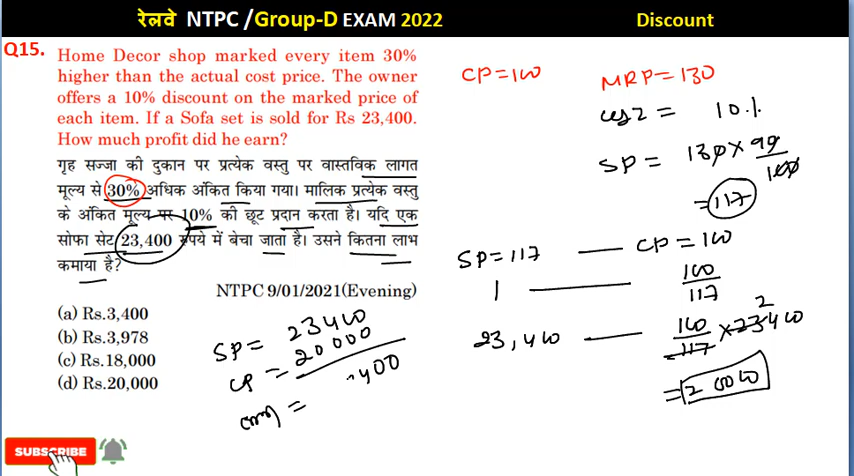 रेलवे NTPC /Group-D EXAM 2022
Discount
Q15. Home Decor shop marked every item 30%
higher than the actual cost price. The owner
offers a 10% discount on the marked price of
each item. If a Sofa set is sold for Rs 23,400.
How much profit did he earn?
गृह सज्जा की दुकान पर प्रत्येक वस्तु पर वास्तविक लागत
मूल्य से 30% अधिक अंकित किया गया। मालिक प्रत्येक वस्तु
के अंकित मूल्य पर 10% की छूट प्रदान करता है। यदि एक
सोफा सेट 23,400 रुपये में बेचा जाता है। उसने कितना लाभ
कमाया है?
NTPC 9/01/2021(Evening)
(a) Rs.3,400
(b) Rs.3,978
(c) Rs.18,000
(d) Rs.20,000
SP = 23400
CP = 20000
3400
CP = 100 MRP = 130
= 10%
SP = 130 × 90/100
= 117
SP = 117 — CP = 100
1 — 100/117
23,400 — 100/117 × 23400
2
= 20000
SUBSCRIBE